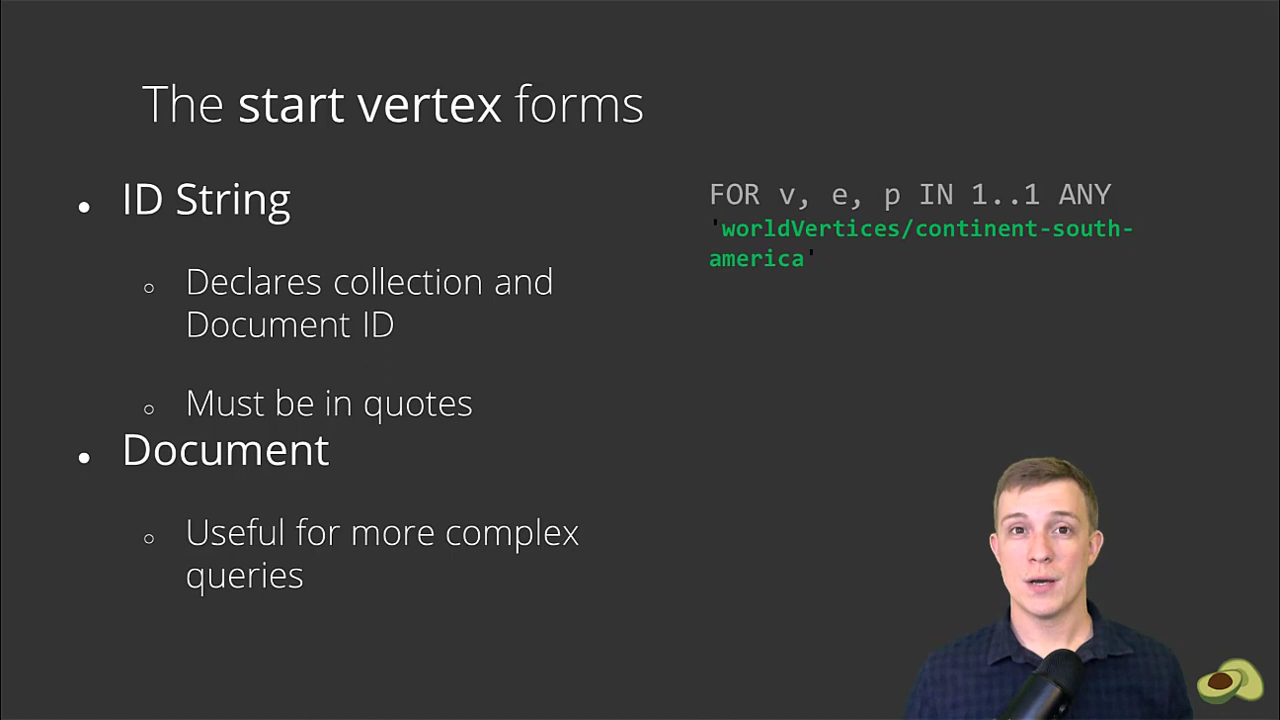 The start vertex forms
● ID String
○ Declares collection and
Document ID
○ Must be in quotes
● Document
○ Useful for more complex
queries
FOR v, e, p IN 1..1 ANY
'worldVertices/continent-south-
america'